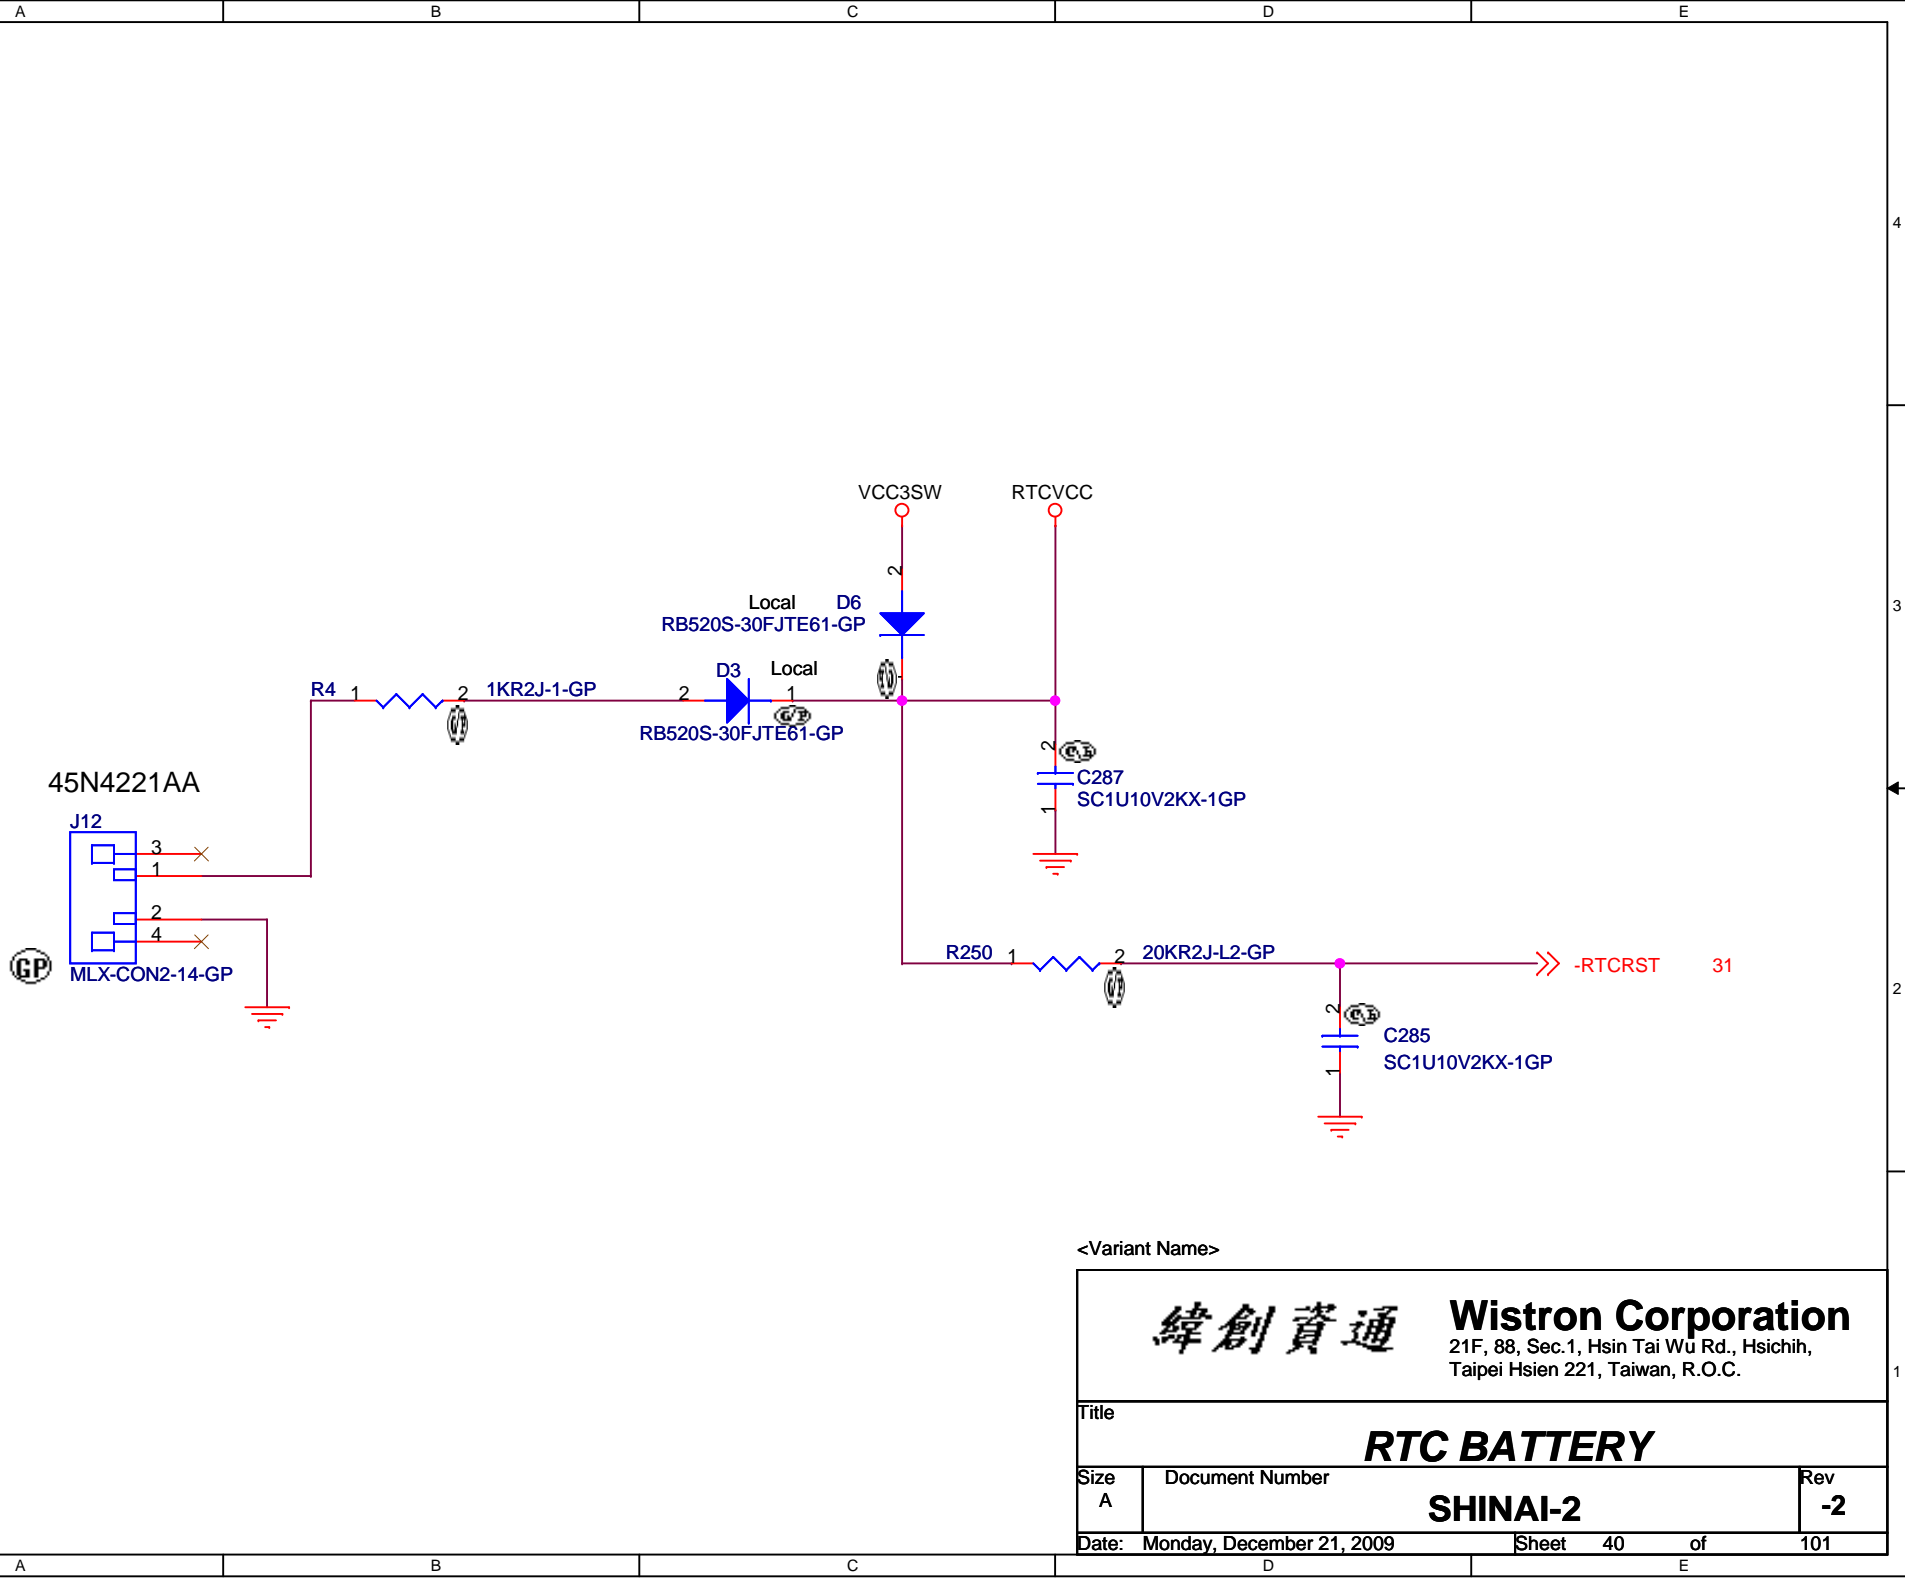 A B C D E
4
VCC3SW RTCVCC
2
Local D6
3
RB520S-30FJTE61-GP
D3 Local
R4 1 2 1KR2J-1-GP 2 1
GP
RB520S-30FJTE61-GP
2
45N4221AA
C287
SC1U10V2KX-1GP
1
J12
3
1
2
4
R250 1 2 20KR2J-L2-GP
-RTCRST 31
GP
MLX-CON2-14-GP
2
2
C285
SC1U10V2KX-1GP
1
<Variant Name>
緯創資通
Wistron Corporation
21F, 88, Sec.1, Hsin Tai Wu Rd., Hsichih,
Taipei Hsien 221, Taiwan, R.O.C.
1
Title
RTC BATTERY
Size Document Number Rev
A SHINAI-2 -2
Date: Monday, December 21, 2009 Sheet 40 of 101
A B C D E